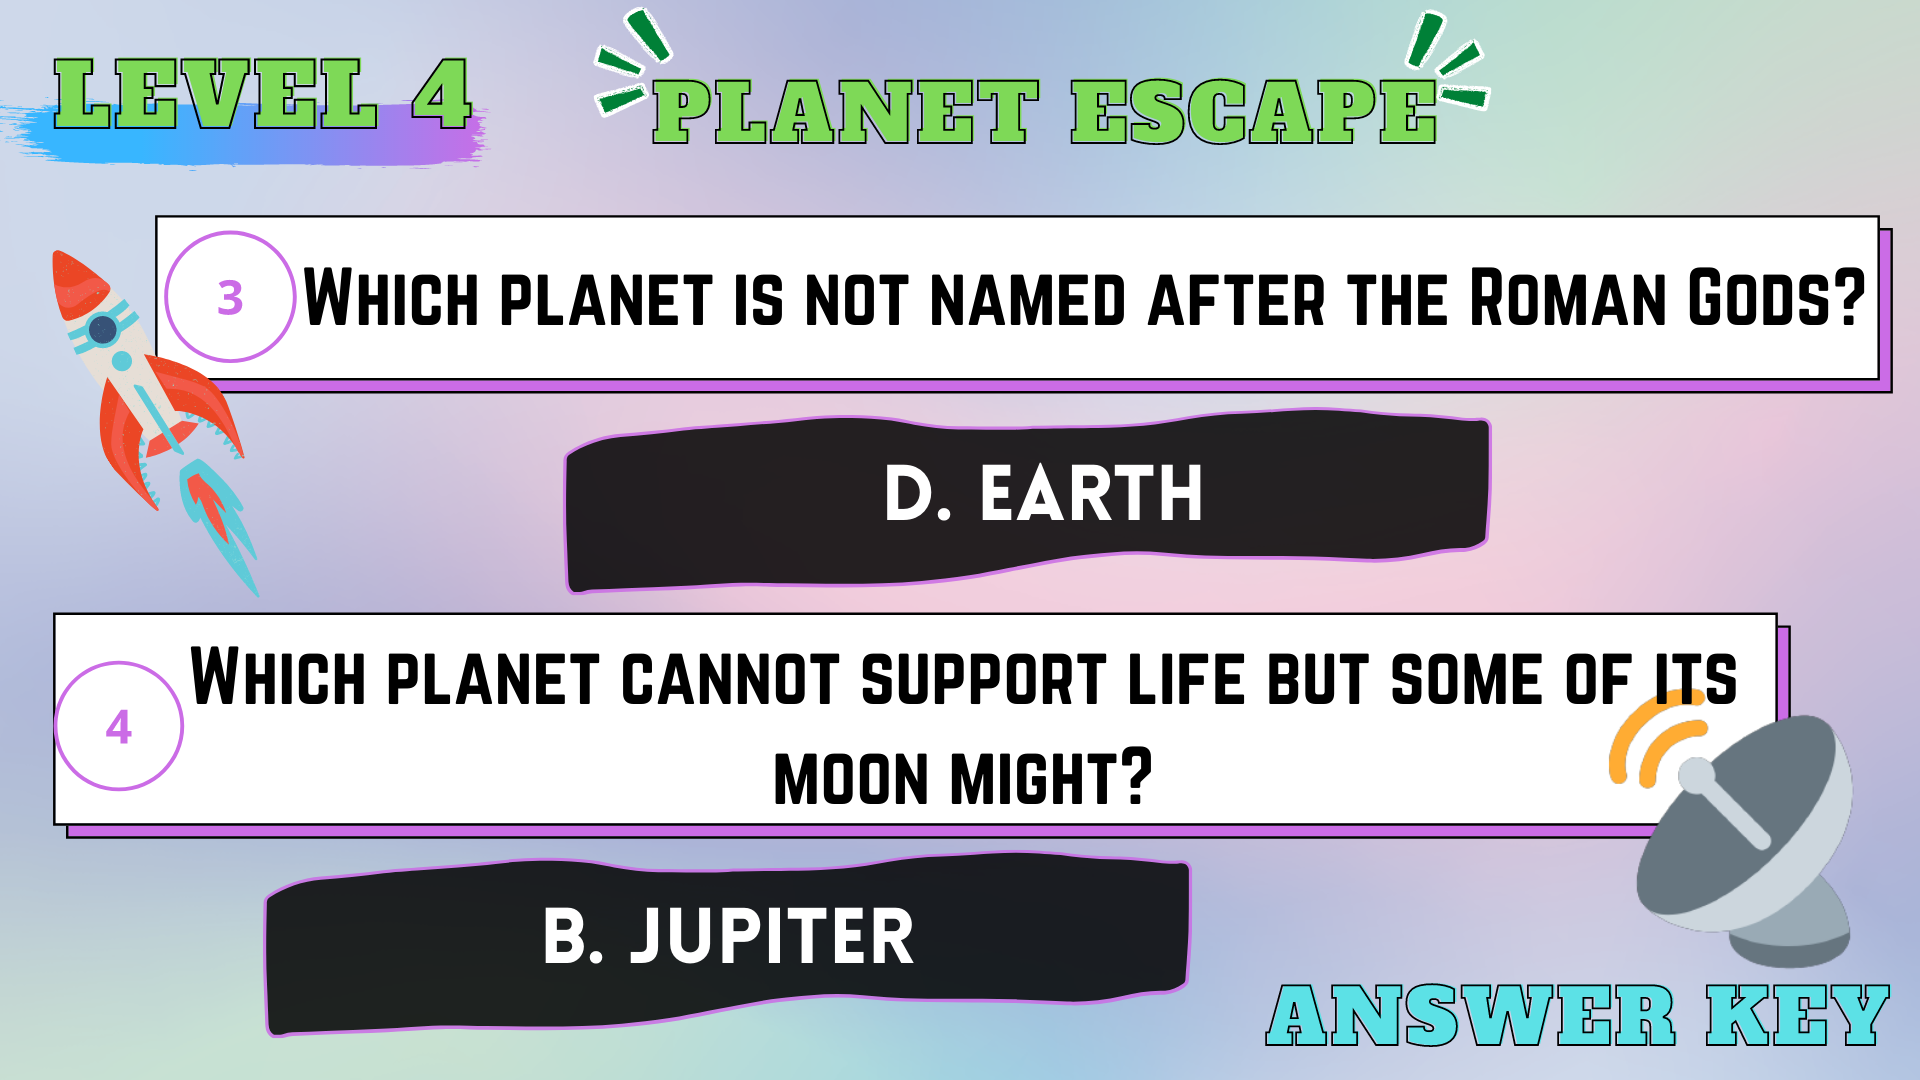 LEVEL 4
PLANET ESCAPE
3
Which planet is not named after the Roman Gods?
D. EARTH
4
Which planet cannot support life but some of its
moon might?
B. JUPITER
ANSWER KEY